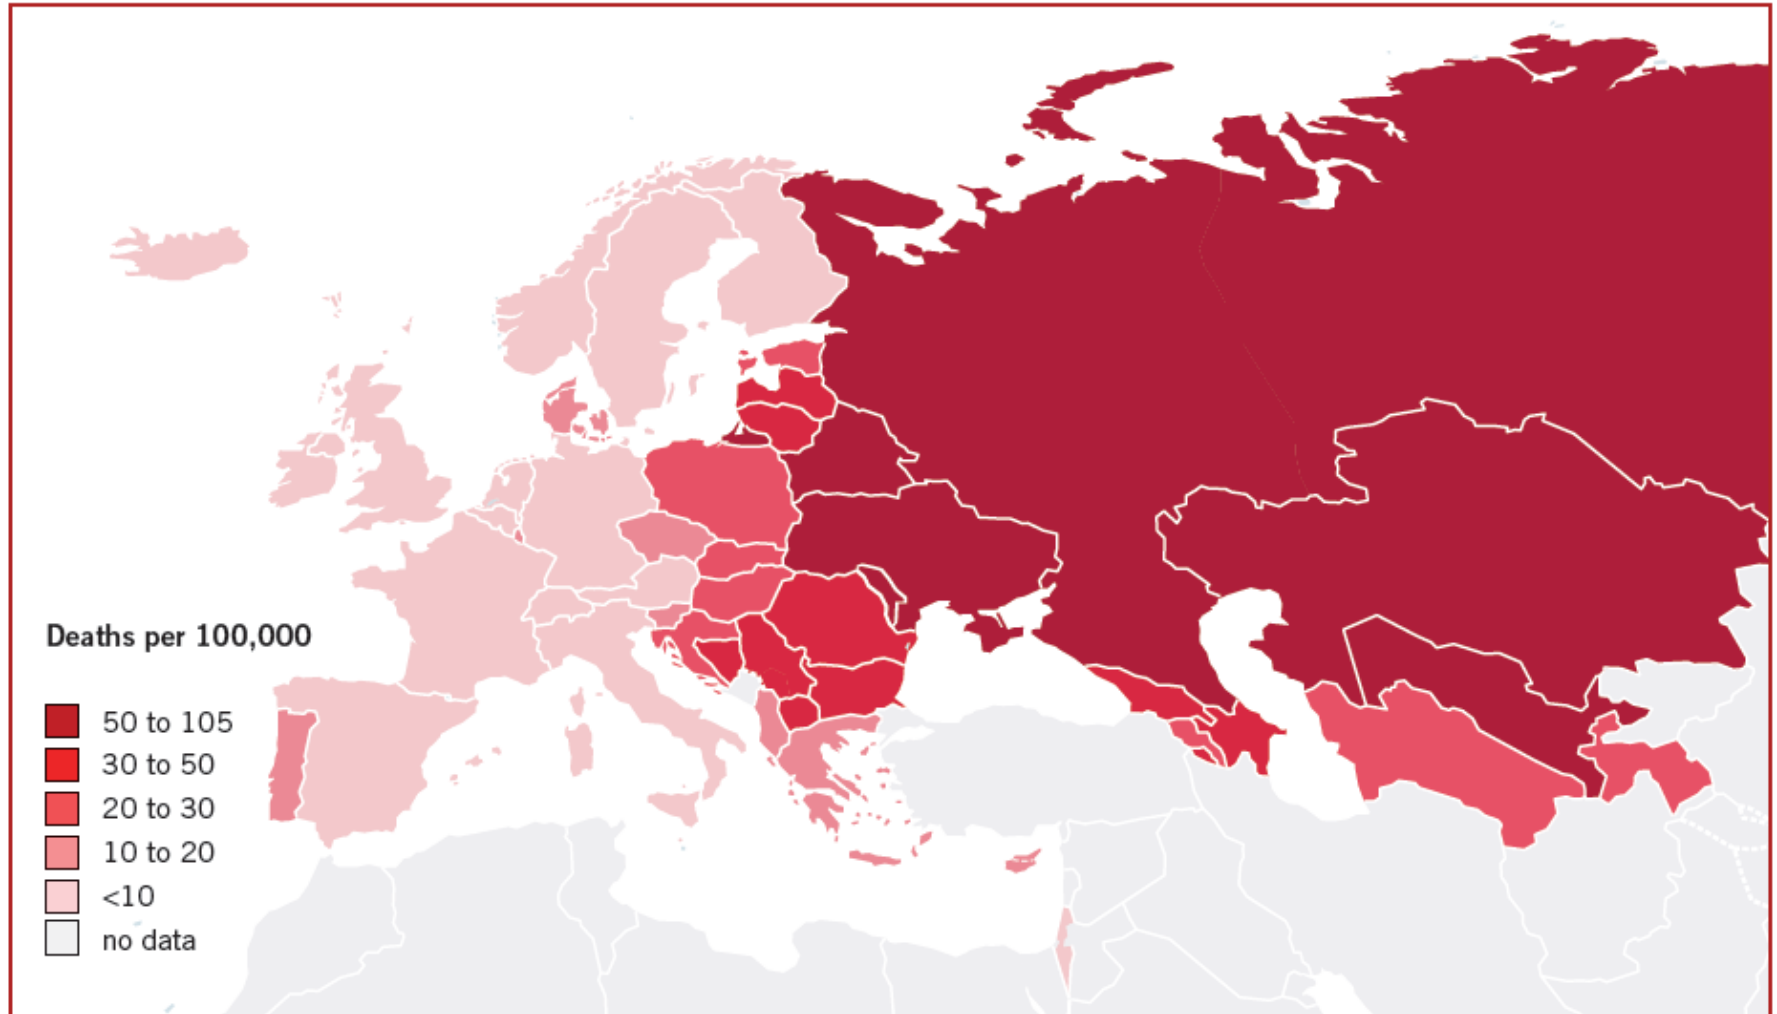 Deaths per 100,000
50 to 105
30 to 50
20 to 30
10 to 20
<10
no data